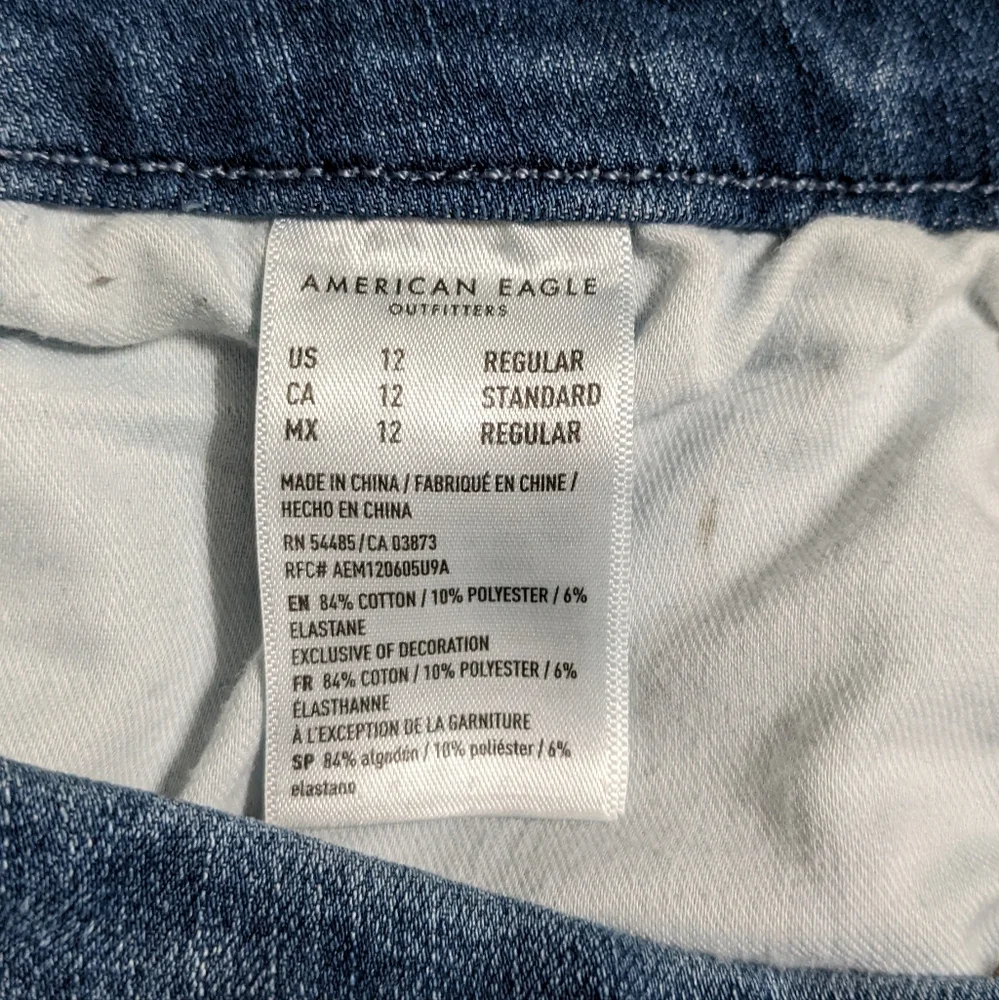 AMERICAN EAGLE
OUTFITTERS
US 12 REGULAR
CA 12 STANDARD
MX 12 REGULAR
MADE IN CHINA / FABRIQUÉ EN CHINE /
HECHO EN CHINA
RN 54485/CA 03873
RFC# AEM120605U9A
EN 84% COTTON / 10% POLYESTER / 6%
ELASTANE
EXCLUSIVE OF DECORATION
FR 84% COTON / 10% POLYESTER / 6%
ÉLASTHANNE
À L'EXCEPTION DE LA GARNITURE
SP 84% algodón / 10% poliéster / 6%
elastano